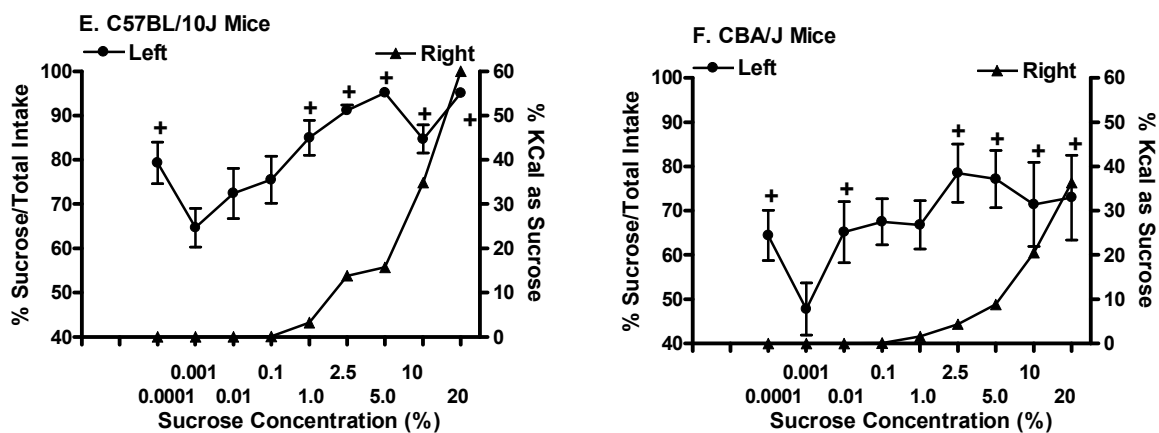 E. C57BL/10J Mice
Left
Right
% Sucrose/Total Intake
100
90
80
70
60
50
40
60
50
40
30
20
10
0
% KCal as Sucrose
+ + + + + +
0.001 0.1 2.5 10
0.0001 0.01 1.0 5.0 20
Sucrose Concentration (%)
F. CBA/J Mice
Left
Right
% Sucrose/Total Intake
100
90
80
70
60
50
40
60
50
40
30
20
10
0
% Kcal as Sucrose
+ + + + + +
0.001 0.1 2.5 10
0.0001 0.01 1.0 5.0 20
Sucrose Concentration (%)